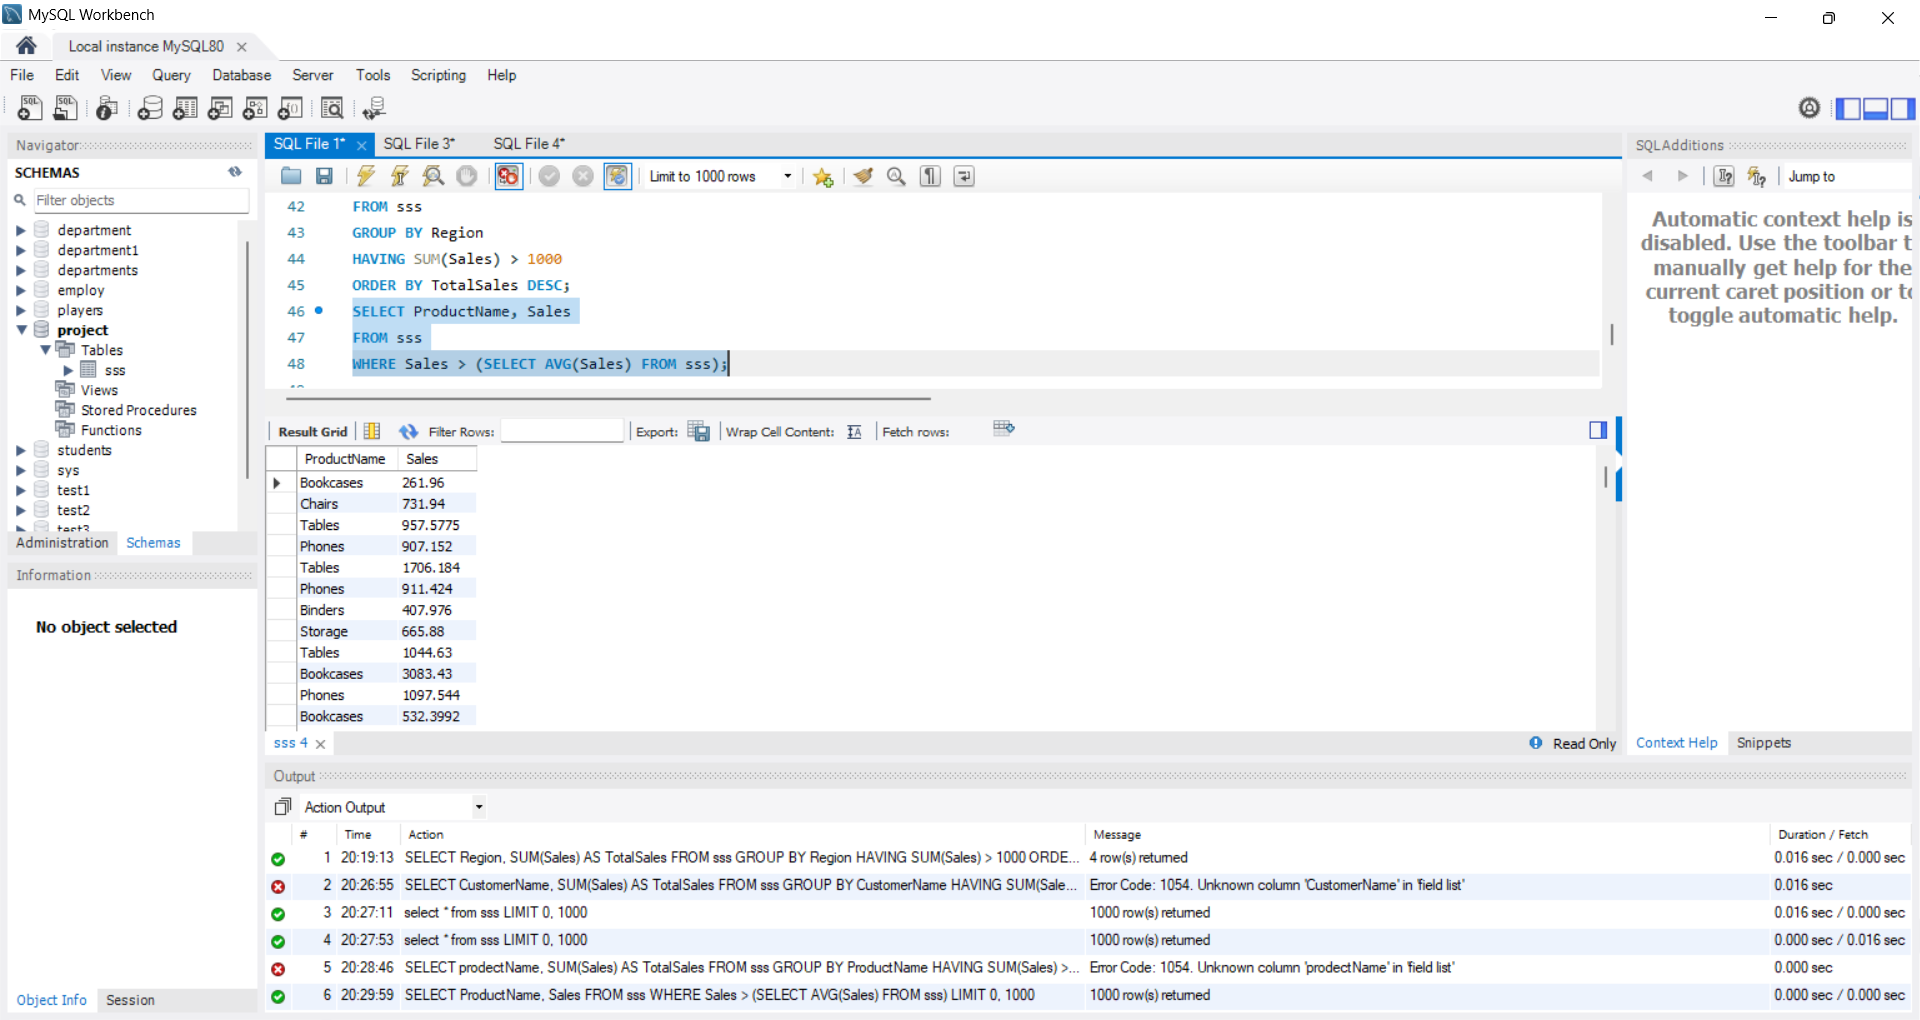 MySQL Workbench
Local instance MySQL80
File Edit View Query Database Server Tools Scripting Help
Navigator
SCHEMAS
Filter objects
department
department1
departments
employ
players
project
Tables
sss
Views
Stored Procedures
Functions
students
sys
test1
test2
test3
Administration Schemas
Information
No object selected
Object Info Session
SQL File 1* SQL File 3* SQL File 4*
Limit to 1000 rows
42 FROM sss
43 GROUP BY Region
44 HAVING SUM(Sales) > 1000
45 ORDER BY TotalSales DESC;
46 SELECT ProductName, Sales
47 FROM sss
48 WHERE Sales > (SELECT AVG(Sales) FROM sss);
Result Grid Filter Rows: Export: Wrap Cell Content: Fetch rows:
ProductName Sales
Bookcases 261.96
Chairs 731.94
Tables 957.5775
Phones 907.152
Tables 1706.184
Phones 911.424
Binders 407.976
Storage 665.88
Tables 1044.63
Bookcases 3083.43
Phones 1097.544
Bookcases 532.3992
sss 4 Read Only
SQLAdditions
Jump to
Automatic context help is
disabled. Use the toolbar t
manually get help for the
current caret position or to
toggle automatic help.
Context Help Snippets
Output
Action Output
# Time Action Message Duration / Fetch
1 20:19:13 SELECT Region, SUM(Sales) AS TotalSales FROM sss GROUP BY Region HAVING SUM(Sales) > 1000 ORDE... 4 row(s) returned 0.016 sec / 0.000 sec
2 20:26:55 SELECT CustomerName, SUM(Sales) AS TotalSales FROM sss GROUP BY CustomerName HAVING SUM(Sale... Error Code: 1054. Unknown column 'CustomerName' in 'field list' 0.016 sec
3 20:27:11 select * from sss LIMIT 0, 1000 1000 row(s) returned 0.016 sec / 0.000 sec
4 20:27:53 select * from sss LIMIT 0, 1000 1000 row(s) returned 0.000 sec / 0.016 sec
5 20:28:46 SELECT prodectName, SUM(Sales) AS TotalSales FROM sss GROUP BY ProductName HAVING SUM(Sales) >... Error Code: 1054. Unknown column 'prodectName' in 'field list' 0.000 sec
6 20:29:59 SELECT ProductName, Sales FROM sss WHERE Sales > (SELECT AVG(Sales) FROM sss) LIMIT 0, 1000 1000 row(s) returned 0.000 sec / 0.000 sec